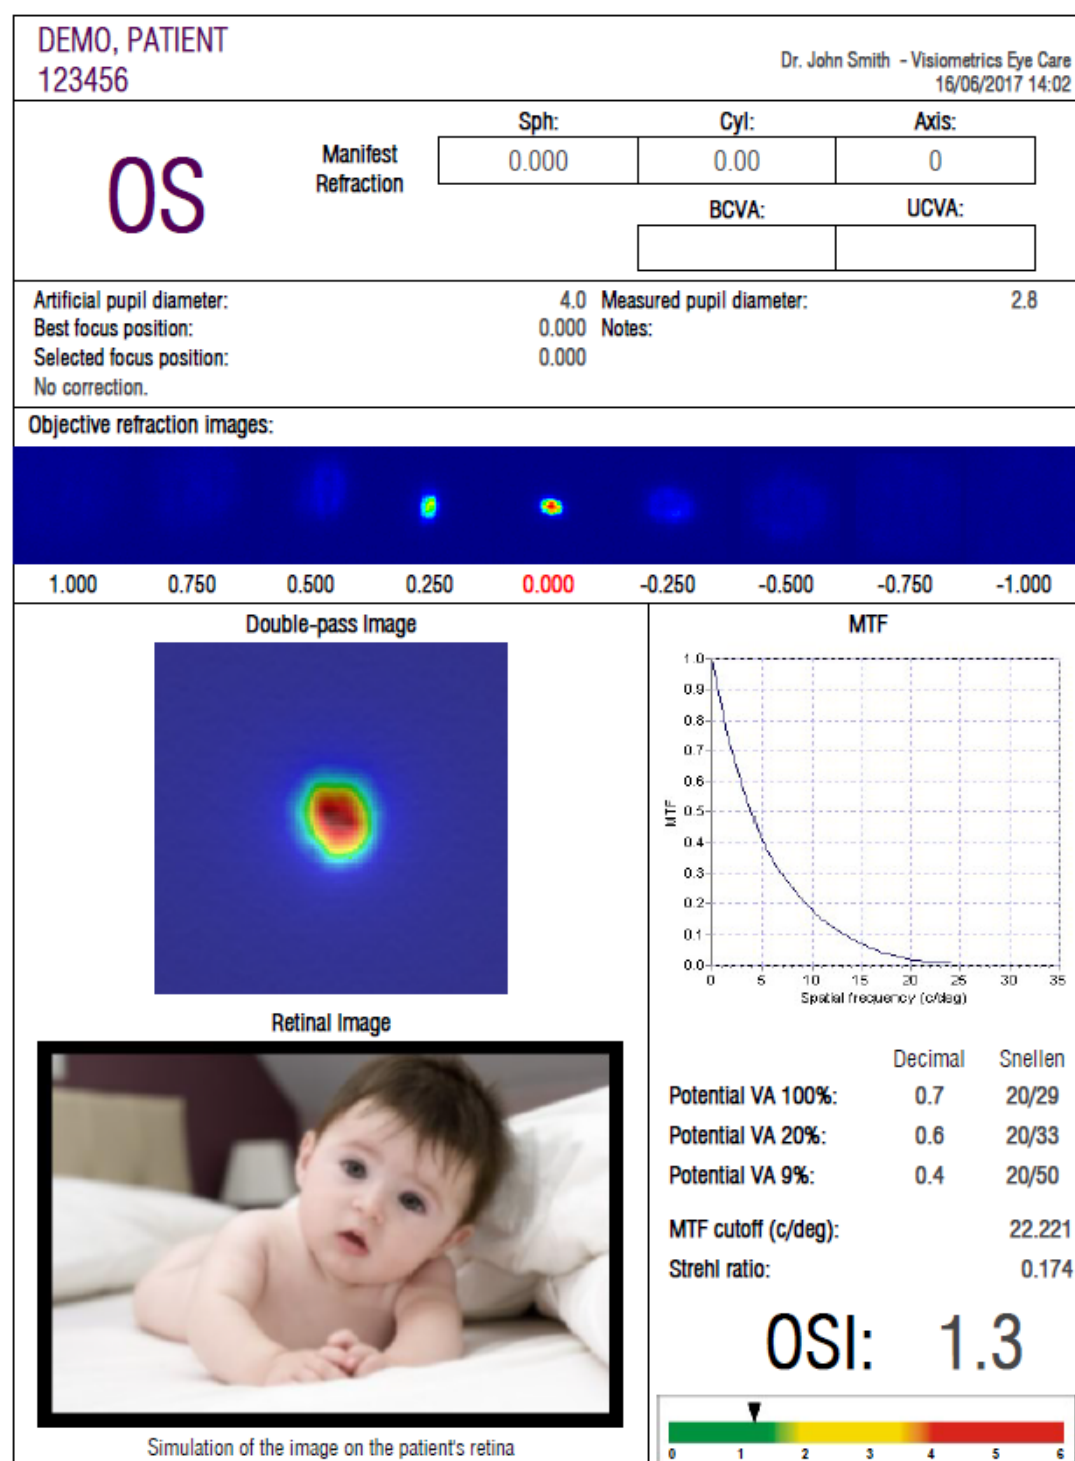 DEMO, PATIENT
123456
Dr. John Smith - Visiometrics Eye Care
16/06/2017 14:02
OS
Manifest
Refraction
Sph: Cyl: Axis:
0.000 0.00 0
BCVA: UCVA:
Artificial pupil diameter: 4.0 Measured pupil diameter: 2.8
Best focus position: 0.000 Notes:
Selected focus position: 0.000
No correction.
Objective refraction images:
1.000 0.750 0.500 0.250 0.000 -0.250 -0.500 -0.750 -1.000
Double-pass Image
MTF
1.0
0.9
0.8
0.7
0.6
0.5
0.4
0.3
0.2
0.1
0.0
MTF
0 5 10 15 20 25 30 35
Spatial frequency (c/deg)
Retinal Image
Simulation of the image on the patient's retina
Decimal Snellen
Potential VA 100%: 0.7 20/29
Potential VA 20%: 0.6 20/33
Potential VA 9%: 0.4 20/50
MTF cutoff (c/deg): 22.221
Strehl ratio: 0.174
OSI: 1.3
0 1 2 3 4 5 6